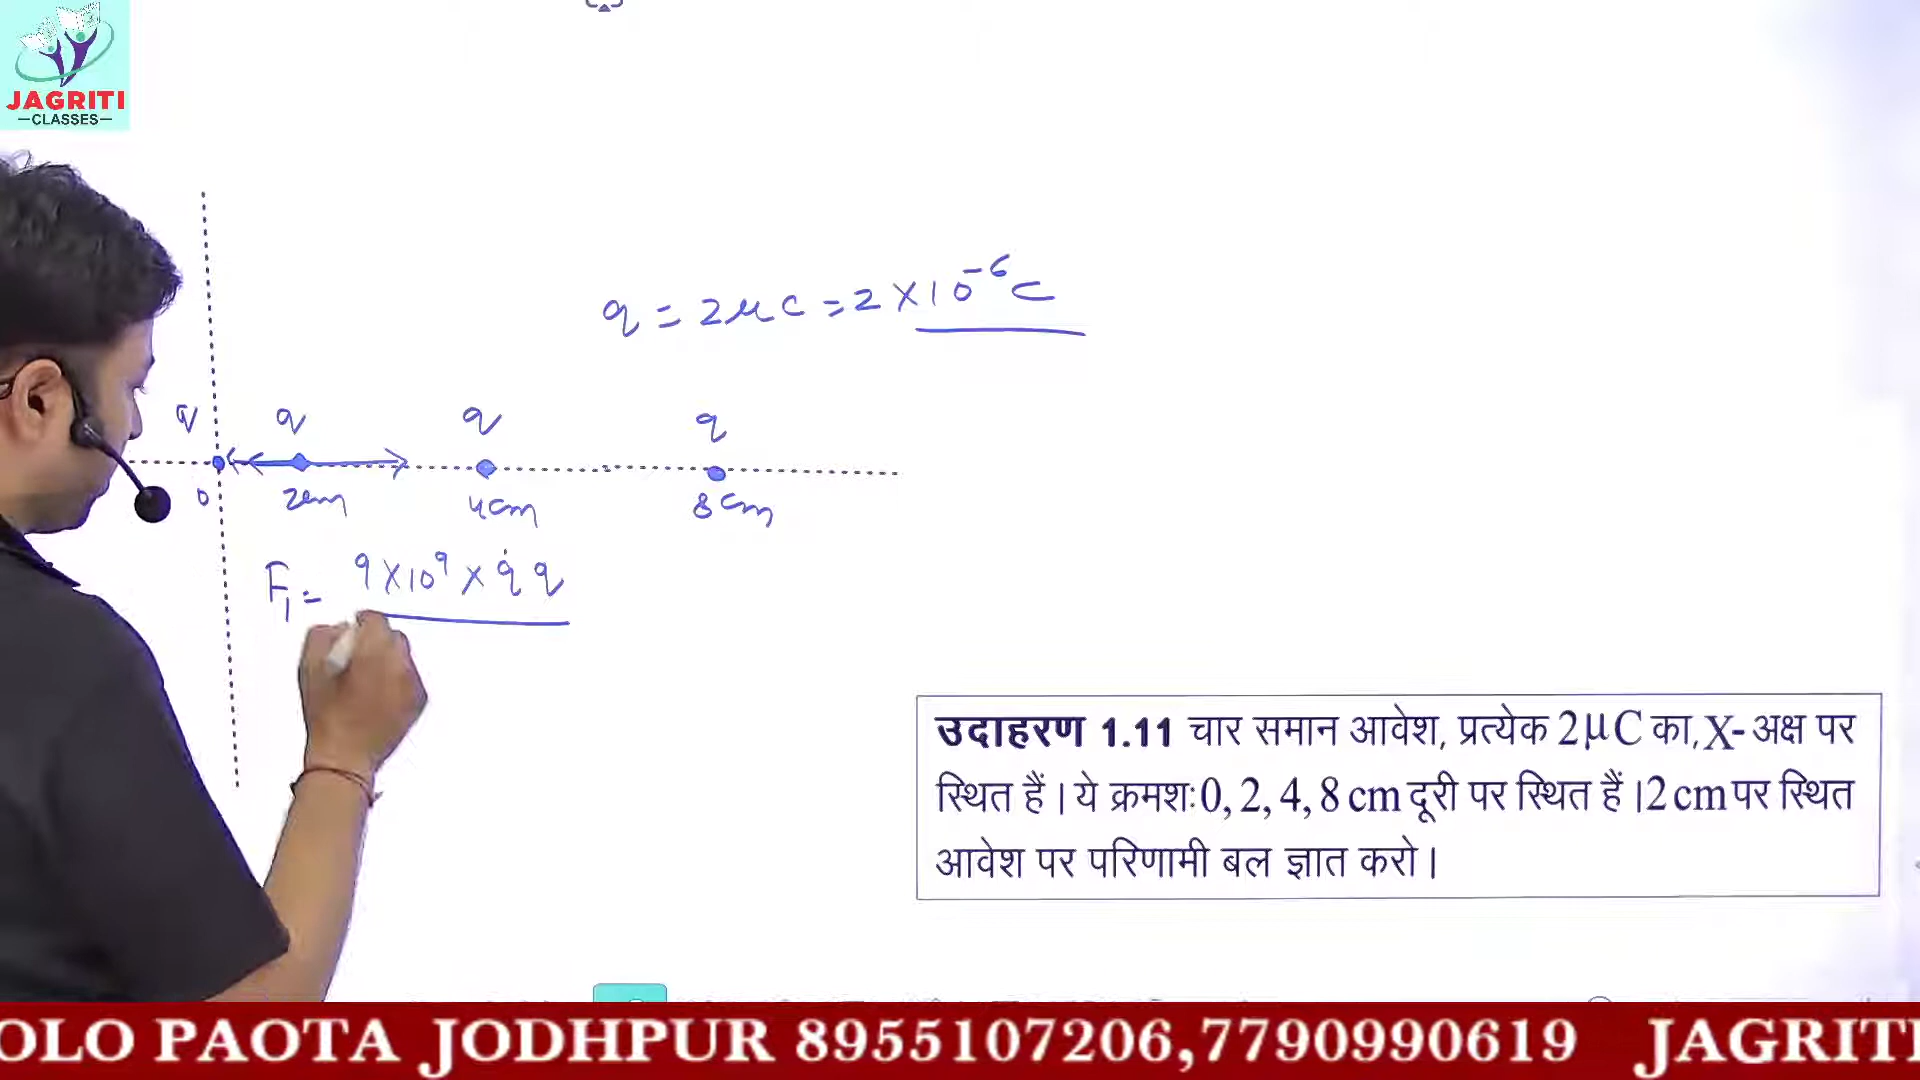 JAGRITI
CLASSES
q = 2μC = 2 × 10⁻⁶ C
q q q q
0 2cm 4cm 8cm
F₁ = 9×10⁹ × q q
उदाहरण 1.11 चार समान आवेश, प्रत्येक 2μC का, X- अक्ष पर
स्थित हैं। ये क्रमशः 0, 2, 4, 8 cm दूरी पर स्थित हैं। 2 cm पर स्थित
आवेश पर परिणामी बल ज्ञात करो।
OLO PAOTA JODHPUR 8955107206,7790990619 JAGRITI